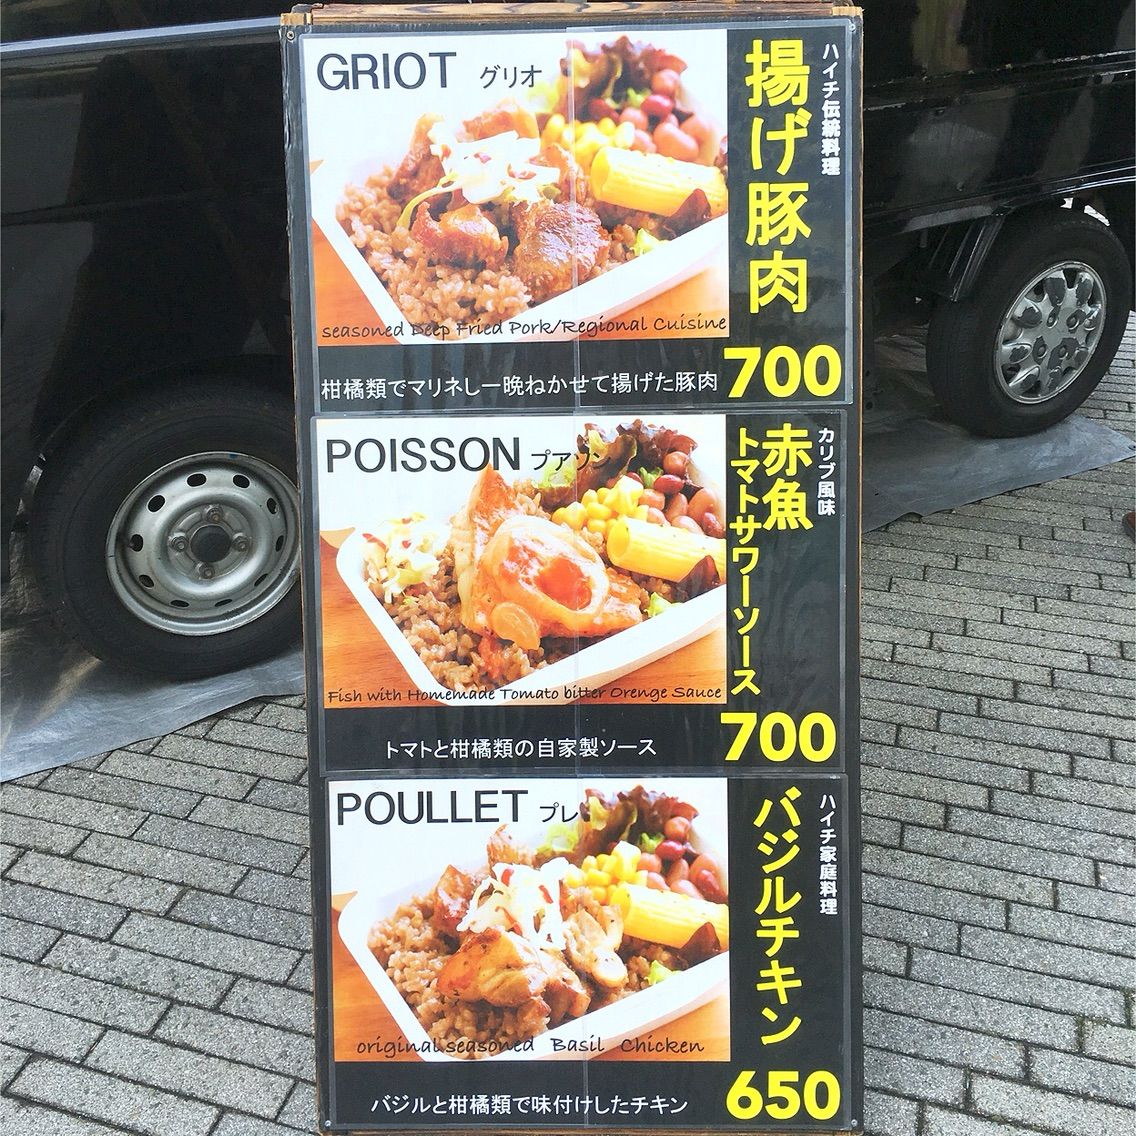 GRIOT グリオ
ハイチ伝統料理
揚げ豚肉
seasoned Deep Fried Pork/Regional Cuisine
柑橘類でマリネし一晩ねかせて揚げた豚肉
700
POISSON プアソン
カリブ風味
赤魚
トマトサワーソース
Fish with Homemade Tomato bitter Orenge Sauce
トマトと柑橘類の自家製ソース
700
POULLET プレ
ハイチ家庭料理
バジルチキン
original seasoned Basil Chicken
バジルと柑橘類で味付けしたチキン
650